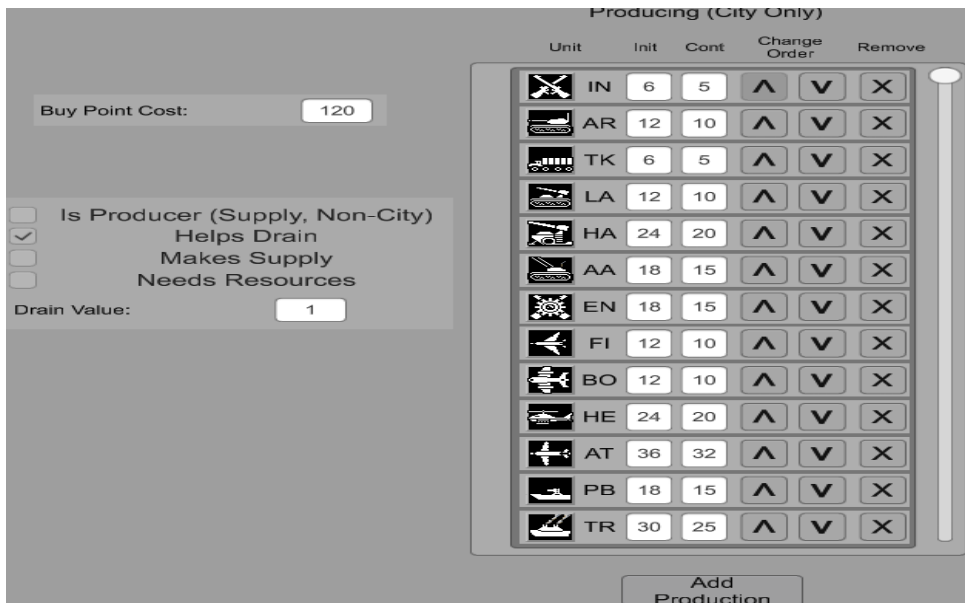 Producing (City Only)
Unit Init Cont Change Order Remove
Buy Point Cost: 120
Is Producer (Supply, Non-City)
Helps Drain
Makes Supply
Needs Resources
Drain Value: 1
IN 6 5 Λ V X
AR 12 10 Λ V X
TK 6 5 Λ V X
LA 12 10 Λ V X
HA 24 20 Λ V X
AA 18 15 Λ V X
EN 18 15 Λ V X
FI 12 10 Λ V X
BO 12 10 Λ V X
HE 24 20 Λ V X
AT 36 32 Λ V X
PB 18 15 Λ V X
TR 30 25 Λ V X
Add
Production